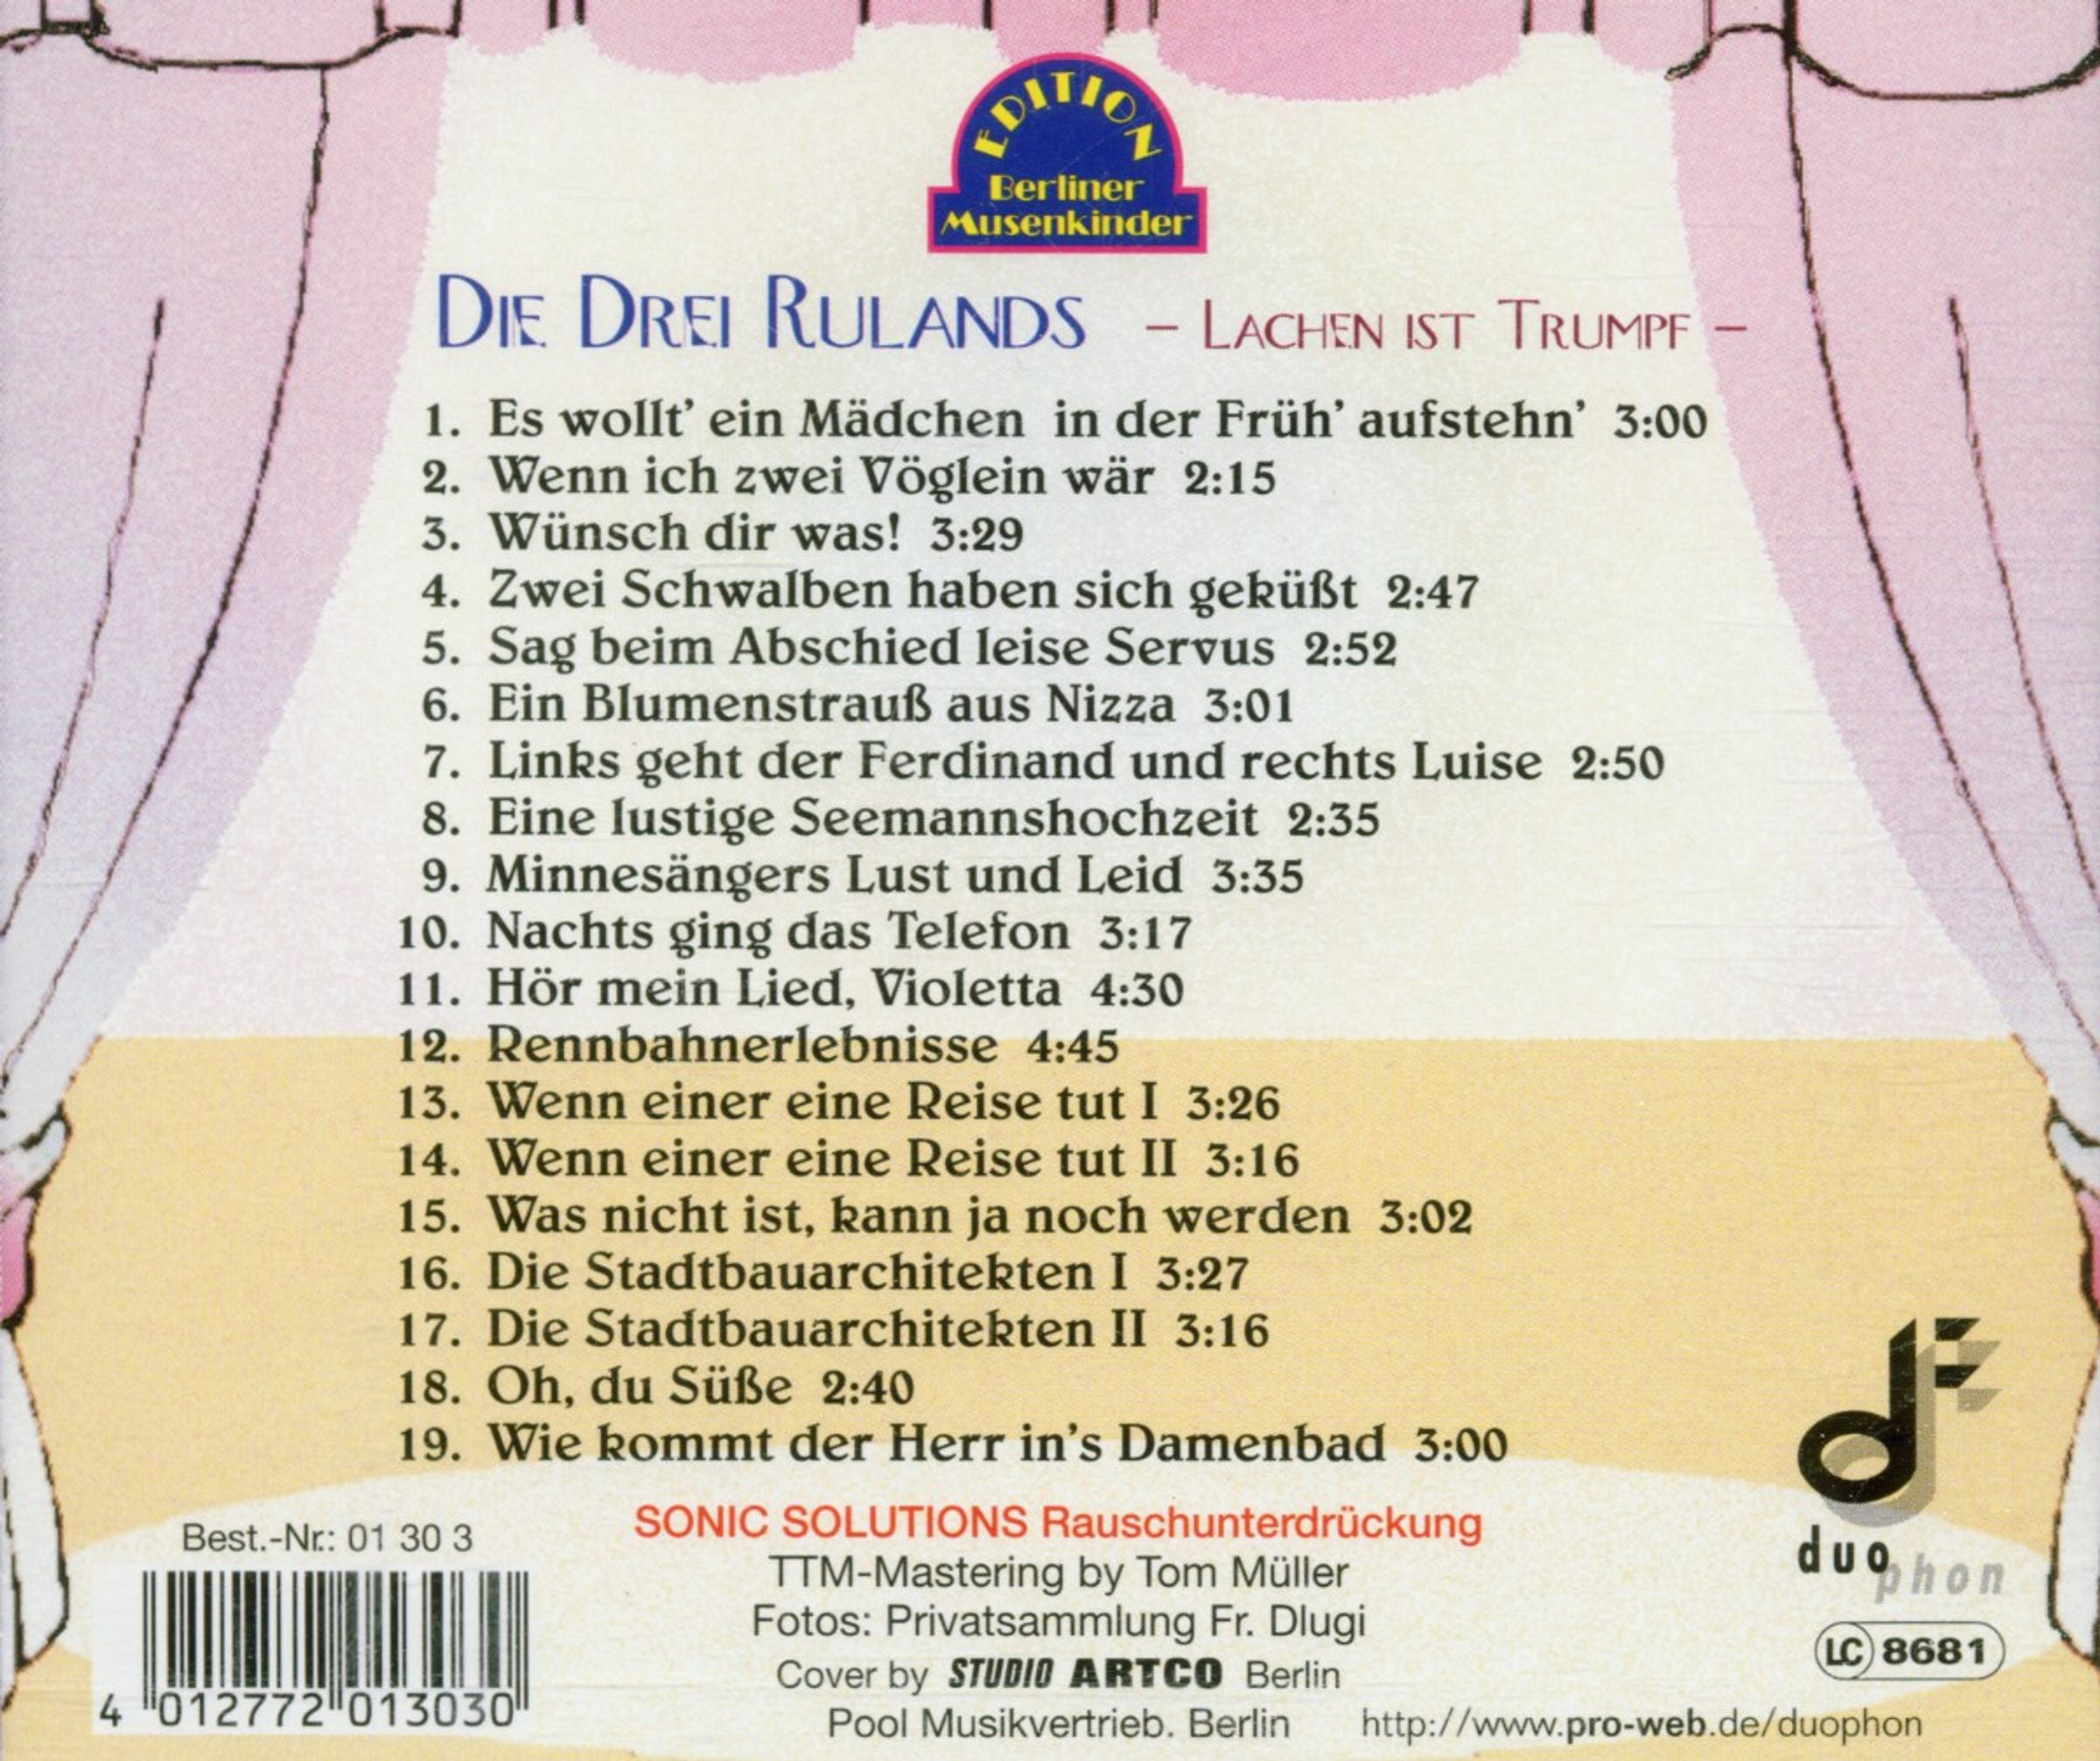 EDITION
Berliner
Musenkinder
DIE DREI RULANDS – LACHEN IST TRUMPF –
1. Es wollt' ein Mädchen in der Früh' aufstehn' 3:00
2. Wenn ich zwei Vöglein wär 2:15
3. Wünsch dir was! 3:29
4. Zwei Schwalben haben sich geküßt 2:47
5. Sag beim Abschied leise Servus 2:52
6. Ein Blumenstrauß aus Nizza 3:01
7. Links geht der Ferdinand und rechts Luise 2:50
8. Eine lustige Seemannshochzeit 2:35
9. Minnesängers Lust und Leid 3:35
10. Nachts ging das Telefon 3:17
11. Hör mein Lied, Violetta 4:30
12. Rennbahnerlebnisse 4:45
13. Wenn einer eine Reise tut I 3:26
14. Wenn einer eine Reise tut II 3:16
15. Was nicht ist, kann ja noch werden 3:02
16. Die Stadtbauarchitekten I 3:27
17. Die Stadtbauarchitekten II 3:16
18. Oh, du Süße 2:40
19. Wie kommt der Herr in's Damenbad 3:00
Best.-Nr.: 01 30 3
4 012772 013030
SONIC SOLUTIONS Rauschunterdrückung
TTM-Mastering by Tom Müller
Fotos: Privatsammlung Fr. Dlugi
Cover by STUDIO ARTCO Berlin
Pool Musikvertrieb. Berlin
http://www.pro-web.de/duophon
duophon
LC 8681